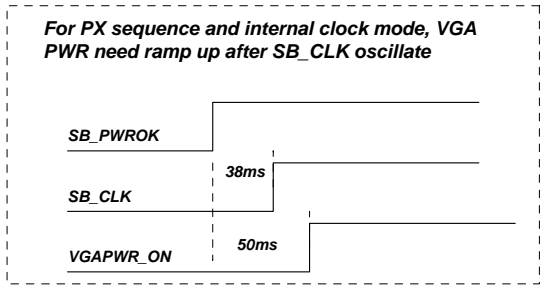 For PX sequence and internal clock mode, VGA
PWR need ramp up after SB_CLK oscillate
SB_PWROK
38ms
SB_CLK
50ms
VGAPWR_ON